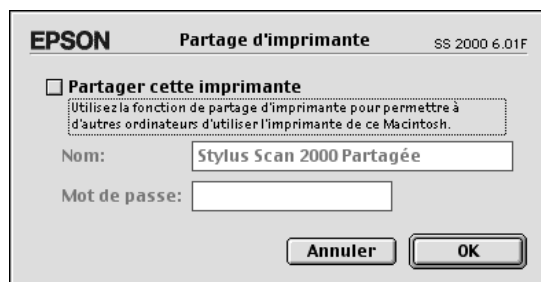 EPSON Partage d'imprimante SS 2000 6.01F
Partager cette imprimante
Utilisez la fonction de partage d'imprimante pour permettre à
d'autres ordinateurs d'utiliser l'imprimante de ce Macintosh.
Nom: Stylus Scan 2000 Partagée
Mot de passe:
Annuler OK